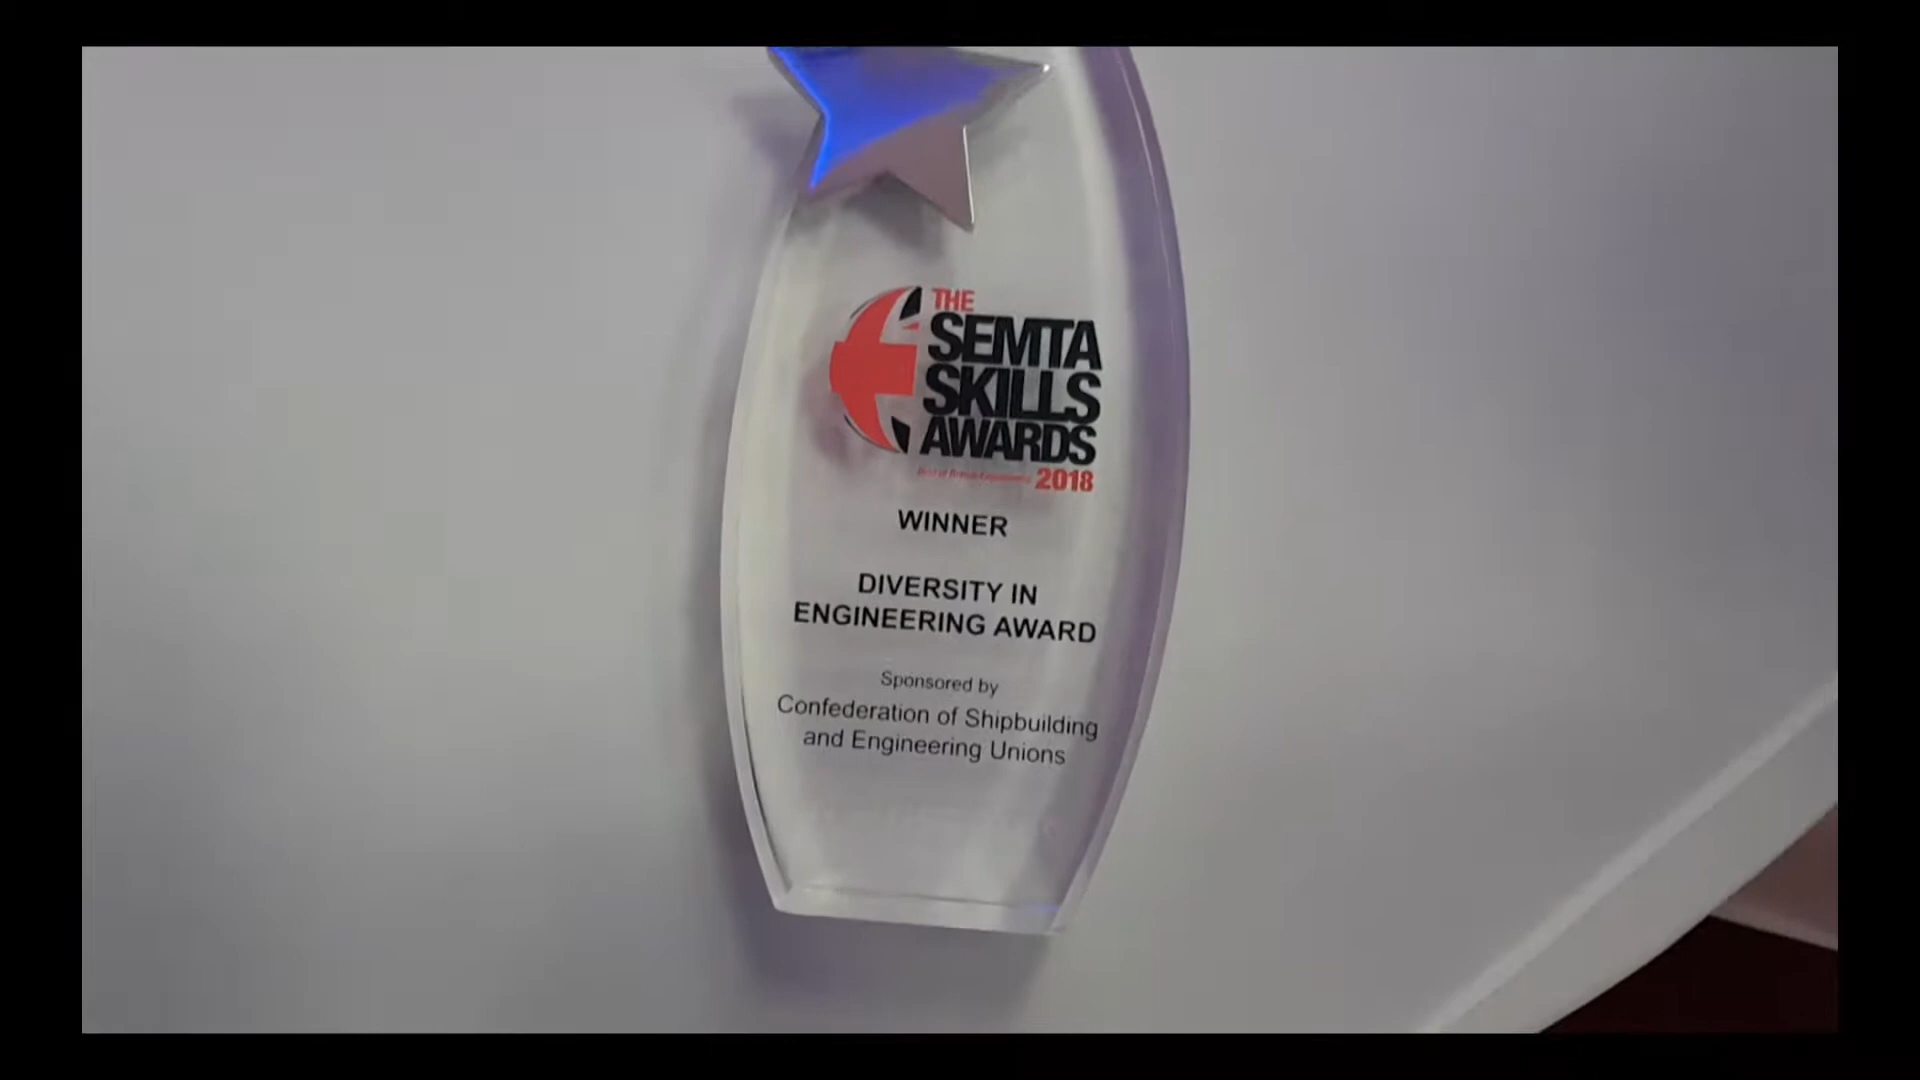 THE
SEMTA
SKILLS
AWARDS
2018
WINNER
DIVERSITY IN
ENGINEERING AWARD
Sponsored by
Confederation of Shipbuilding
and Engineering Unions